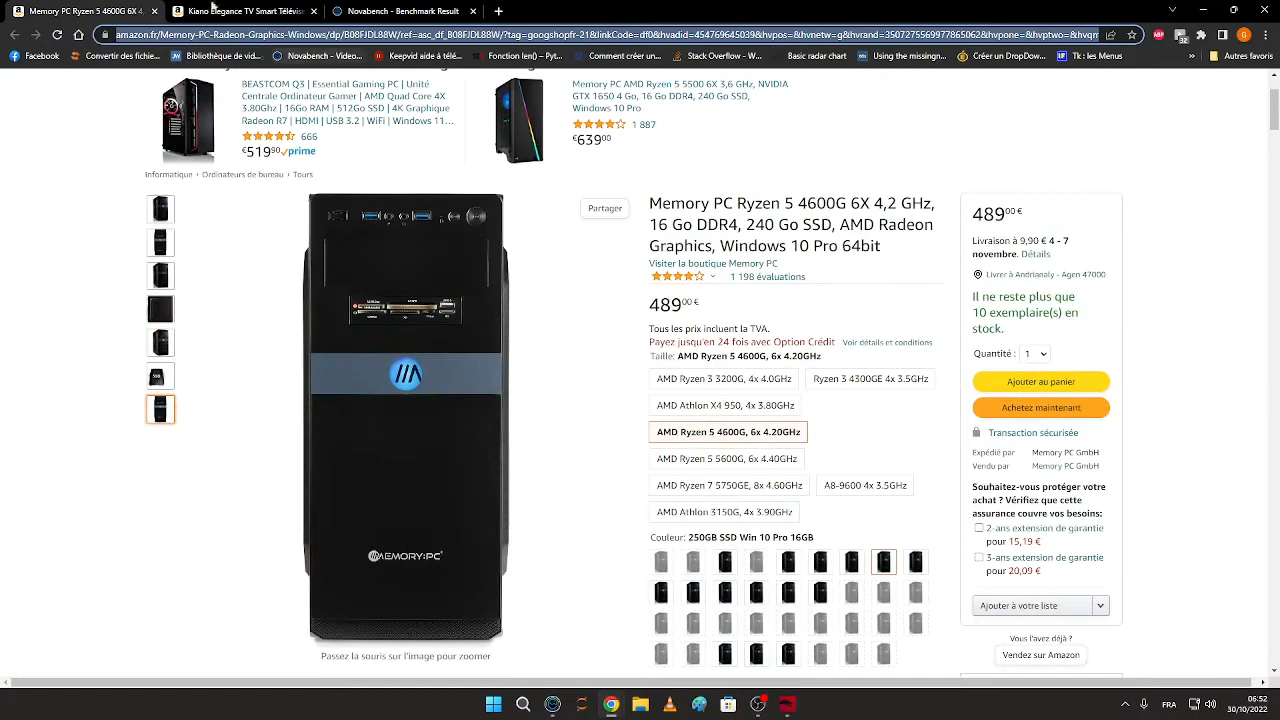 Memory PC Ryzen 5 4600G 6X 4,
Kiano Elegance TV Smart Télévis
Novabench - Benchmark Result
amazon.fr/Memory-PC-Radeon-Graphics-Windows/dp/B08FJDL88W/ref=asc_df_B08FJDL88W/?tag=googshopfr-21&linkCode=df0&hvadid=454769640398&hvpos=&hvnetw=g&hvrand=3507275569977865062&hvpone=&hvptwo=&hvqmt=&hvdev=c&hvdvcmdl=&hvlocint=&hvlocphy=9055251&hvtargid=
Facebook
Service Conversion ...
Bibliothèque de vid...
Novabench - Video...
Keepvid aide à télé...
Fonction len() - Pyt...
Comment calculer...
Stack Overflow - W...
Basic radar chart
Using the missingn...
Créer un DropDow...
Tk : les Menus
»
Autres favoris
BEASTCOM Q3 | Essential Gaming PC | Unité
Centrale Ordinateur Gamer | AMD Quad Core 4X
3.80Ghz | 16Go RAM | 512Go SSD | 4K Graphique
Radeon R7 | HDMI | USB 3.2 | WiFi | Windows 11…
666
€519⁹⁰ prime
Memory PC AMD Ryzen 5 5500 6X 3,6 GHz, NVIDIA
GTX 1650 4 Go, 16 Go DDR4, 240 Go SSD,
Windows 10 Pro
1 887
€639⁰⁰
Informatique › Ordinateurs de bureau › Tours
Partager
MEMORY:PC
Passez la souris sur l'image pour zoomer
Memory PC Ryzen 5 4600G 6X 4,2 GHz,
16 Go DDR4, 240 Go SSD, AMD Radeon
Graphics, Windows 10 Pro 64bit
Visiter la boutique Memory PC
1 198 évaluations
489⁰⁰ €
Tous les prix incluent la TVA.
Payez jusqu'en 24 fois avec Option Crédit Voir détails et conditions
Taille: AMD Ryzen 5 4600G, 6x 4.20GHz
AMD Ryzen 3 3200G, 4x 4.0GHz
Ryzen 3 4300GE 4x 3.5GHz
AMD Athlon X4 950, 4x 3.80GHz
AMD Ryzen 5 4600G, 6x 4.20GHz
AMD Ryzen 5 5600G, 6x 4.40GHz
AMD Ryzen 7 5750GE, 8x 4.60GHz
A8-9600 4x 3.5GHz
AMD Athlon 3150G, 4x 3.90GHz
Couleur: 250GB SSD Win 10 Pro 16GB
489⁰⁰ €
Livraison à 9,90 € 4 - 7
novembre. Détails
Livrer à Andrianaly - Agen 47000
Il ne reste plus que
10 exemplaire(s) en
stock.
Quantité : 1
Ajouter au panier
Achetez maintenant
Transaction sécurisée
Expédié par Memory PC GmbH
Vendu par Memory PC GmbH
Souhaitez-vous protéger votre
achat ? Vérifiez que cette
assurance couvre vos besoins:
2-ans extension de garantie
pour 15,19 €
3-ans extension de garantie
pour 20,09 €
Ajouter à votre liste
Vous l'avez déjà ?
Vendez sur Amazon
FRA
06:52
30/10/2022